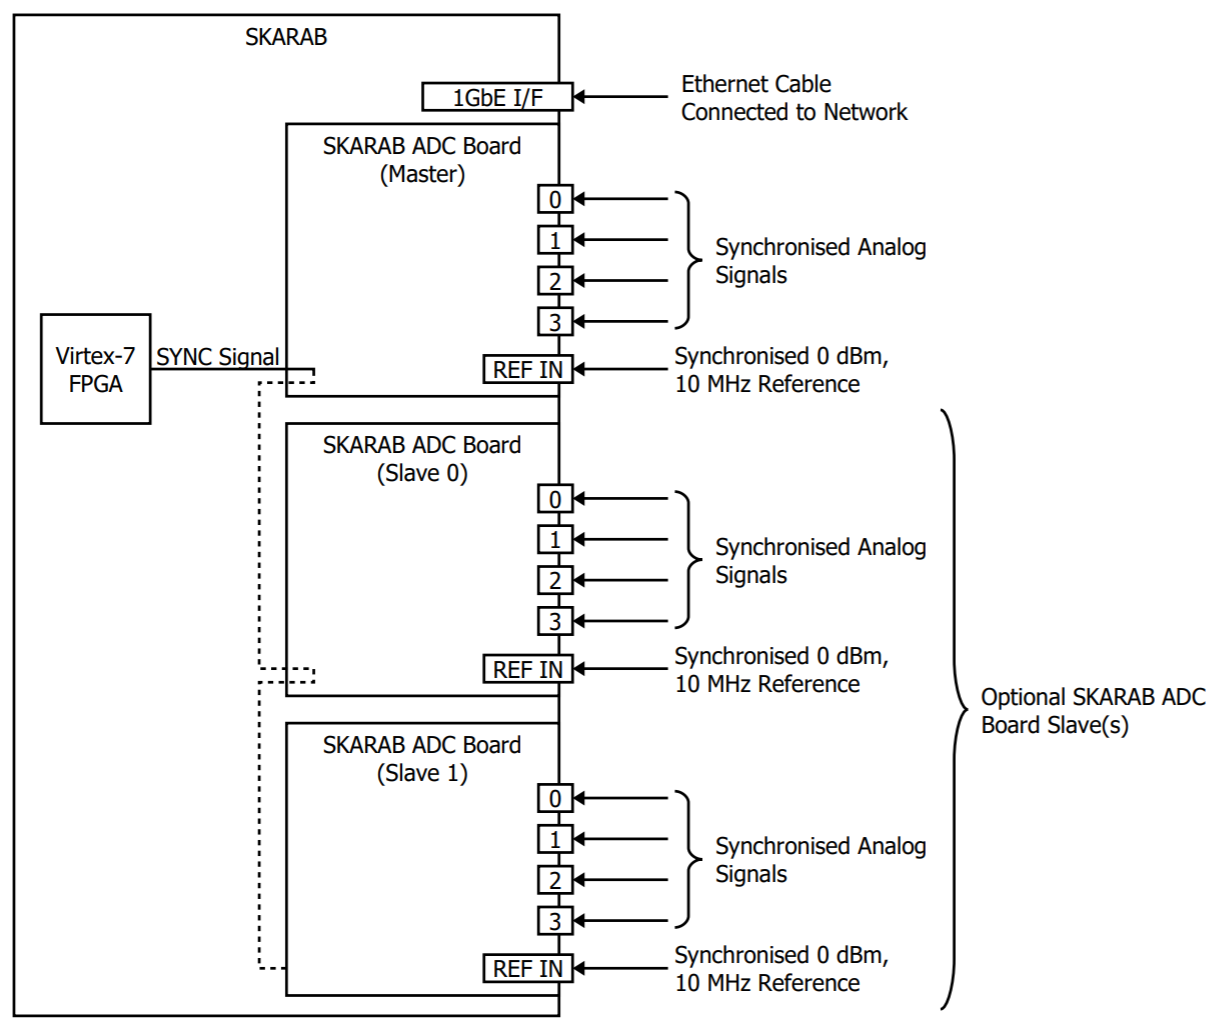 SKARAB
1GbE I/F
Ethernet Cable
Connected to Network
SKARAB ADC Board
(Master)
0
1
2
3
Synchronised Analog
Signals
Virtex-7
FPGA
SYNC Signal
REF IN
Synchronised 0 dBm,
10 MHz Reference
SKARAB ADC Board
(Slave 0)
0
1
2
3
Synchronised Analog
Signals
REF IN
Synchronised 0 dBm,
10 MHz Reference
Optional SKARAB ADC
Board Slave(s)
SKARAB ADC Board
(Slave 1)
0
1
2
3
Synchronised Analog
Signals
REF IN
Synchronised 0 dBm,
10 MHz Reference